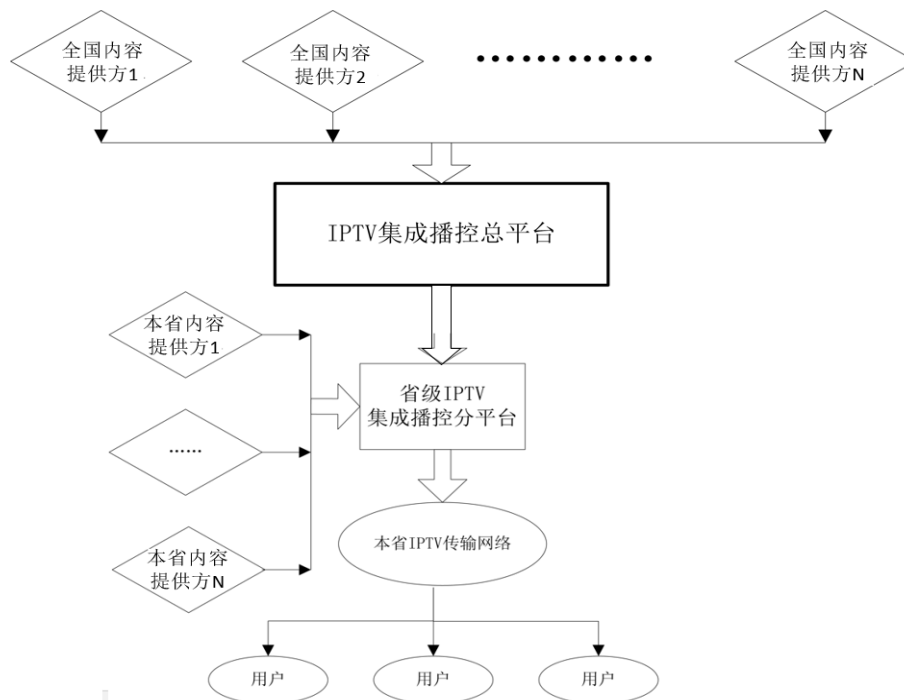 全国内容
提供方1
全国内容
提供方2
............
全国内容
提供方N
IPTV集成播控总平台
本省内容
提供方1
省级IPTV
集成播控分平台
……
本省IPTV传输网络
本省内容
提供方N
用户
用户
用户